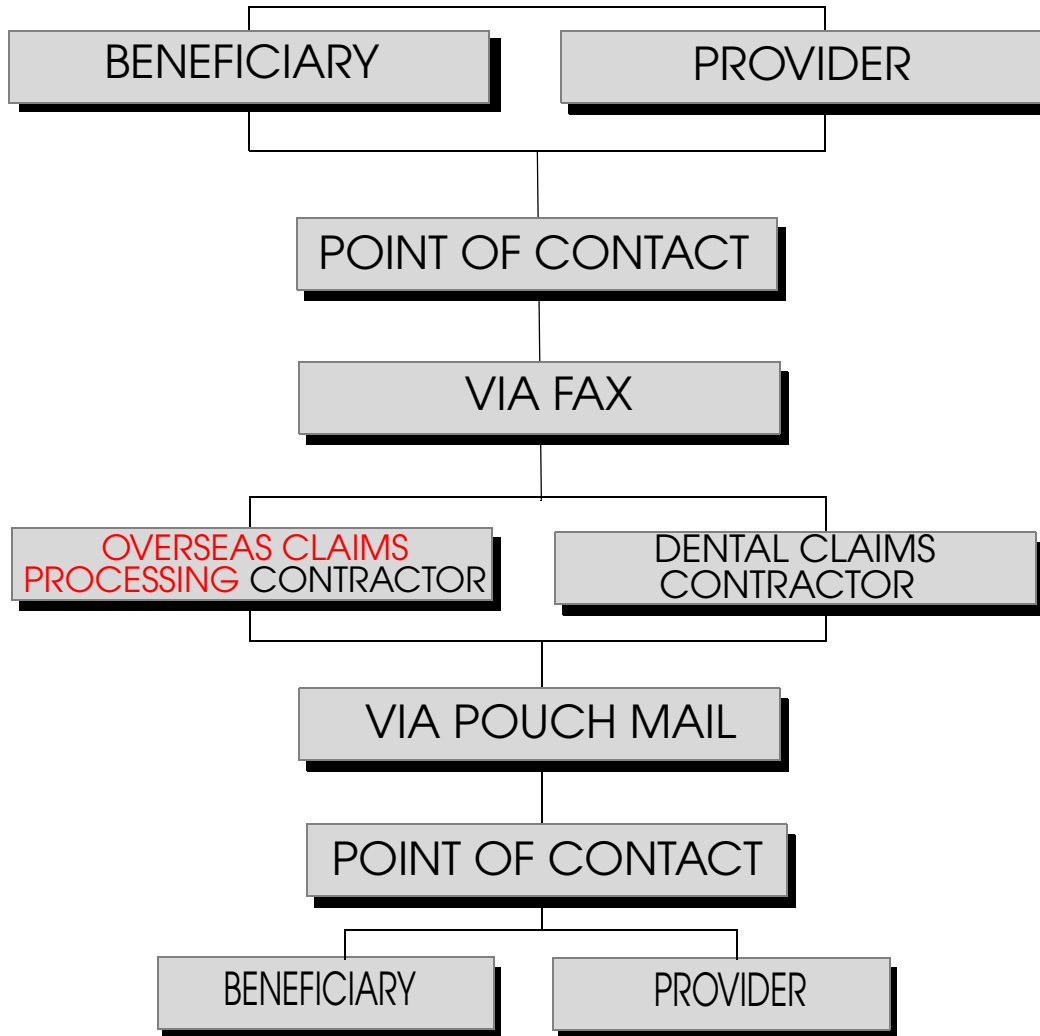 BENEFICIARY
PROVIDER
POINT OF CONTACT
VIA FAX
OVERSEAS CLAIMS
PROCESSING CONTRACTOR
DENTAL CLAIMS
CONTRACTOR
VIA POUCH MAIL
POINT OF CONTACT
BENEFICIARY
PROVIDER